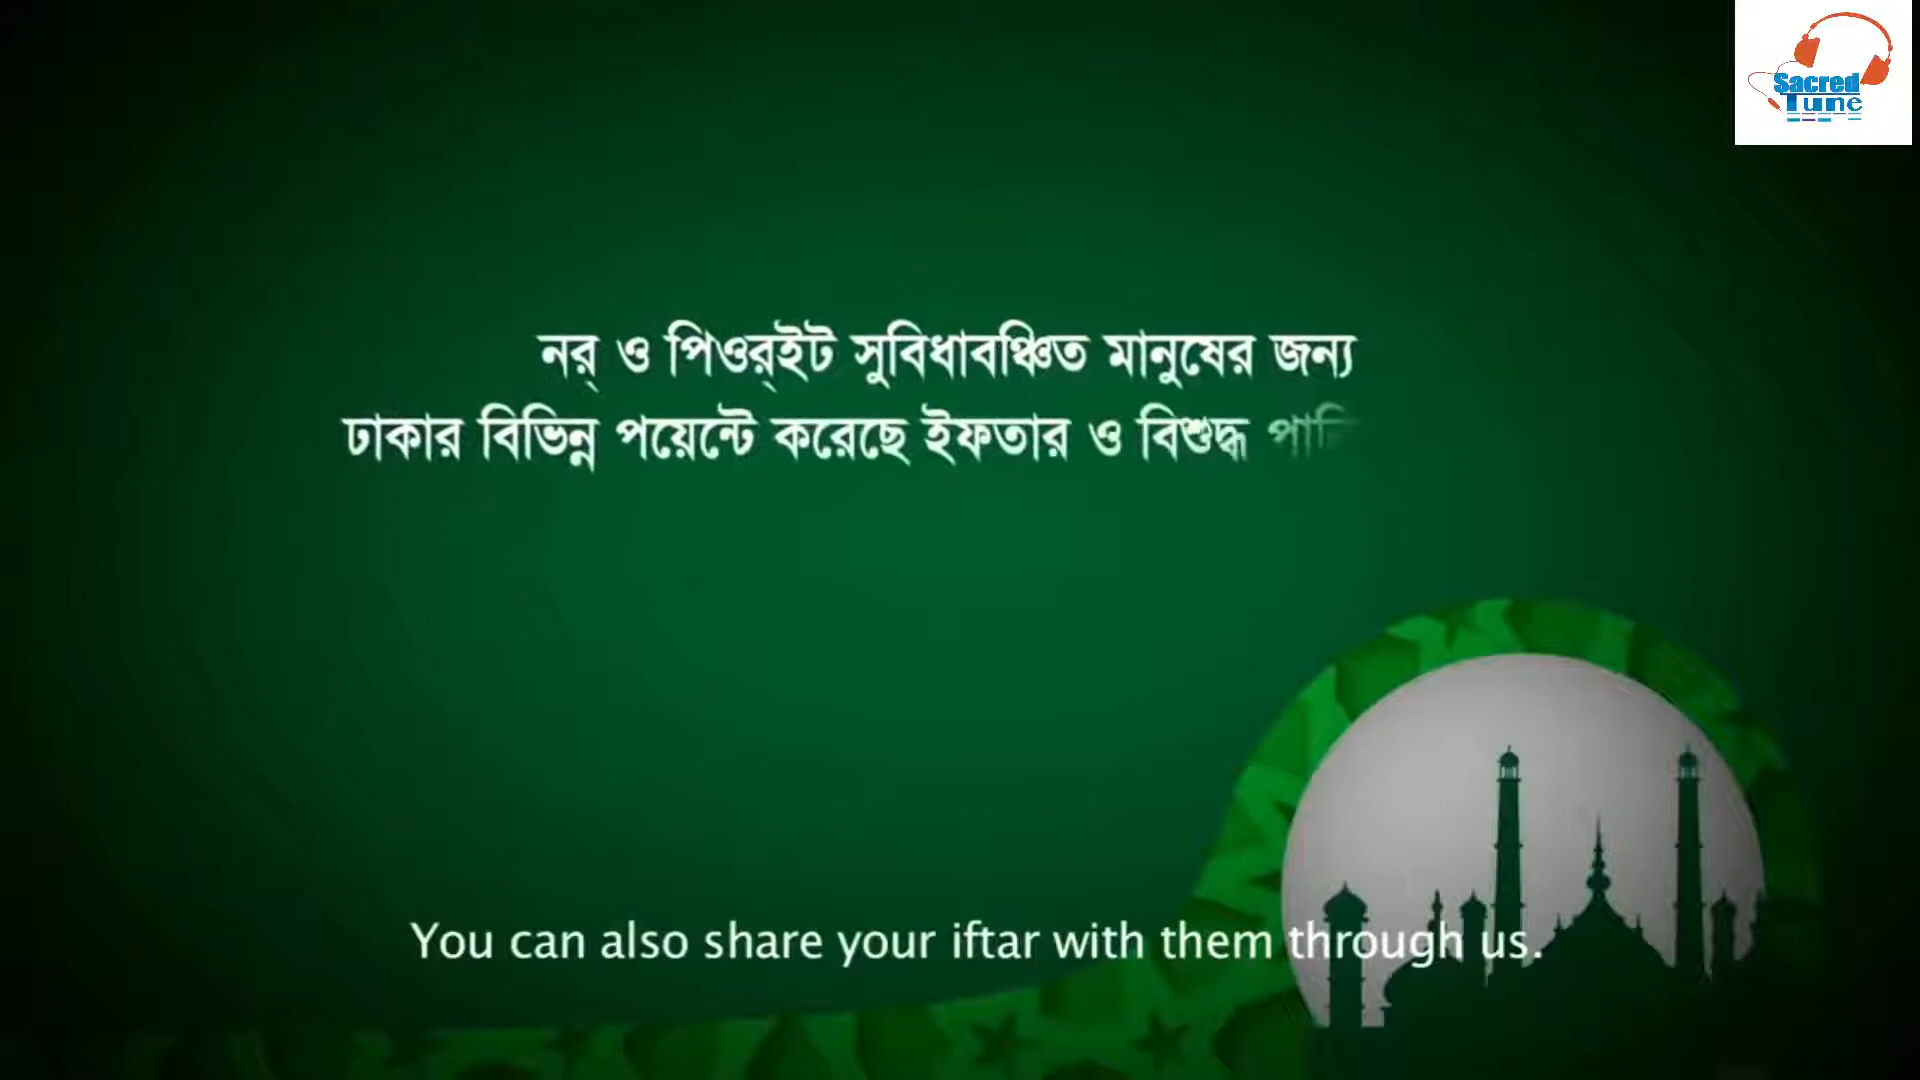 Sacred
Tune
নর্ ও পিওর্ইট সুবিধাবঞ্চিত মানুষের জন্য
ঢাকার বিভিন্ন পয়েন্টে করেছে ইফতার ও বিশুদ্ধ
You can also share your iftar with them through us.